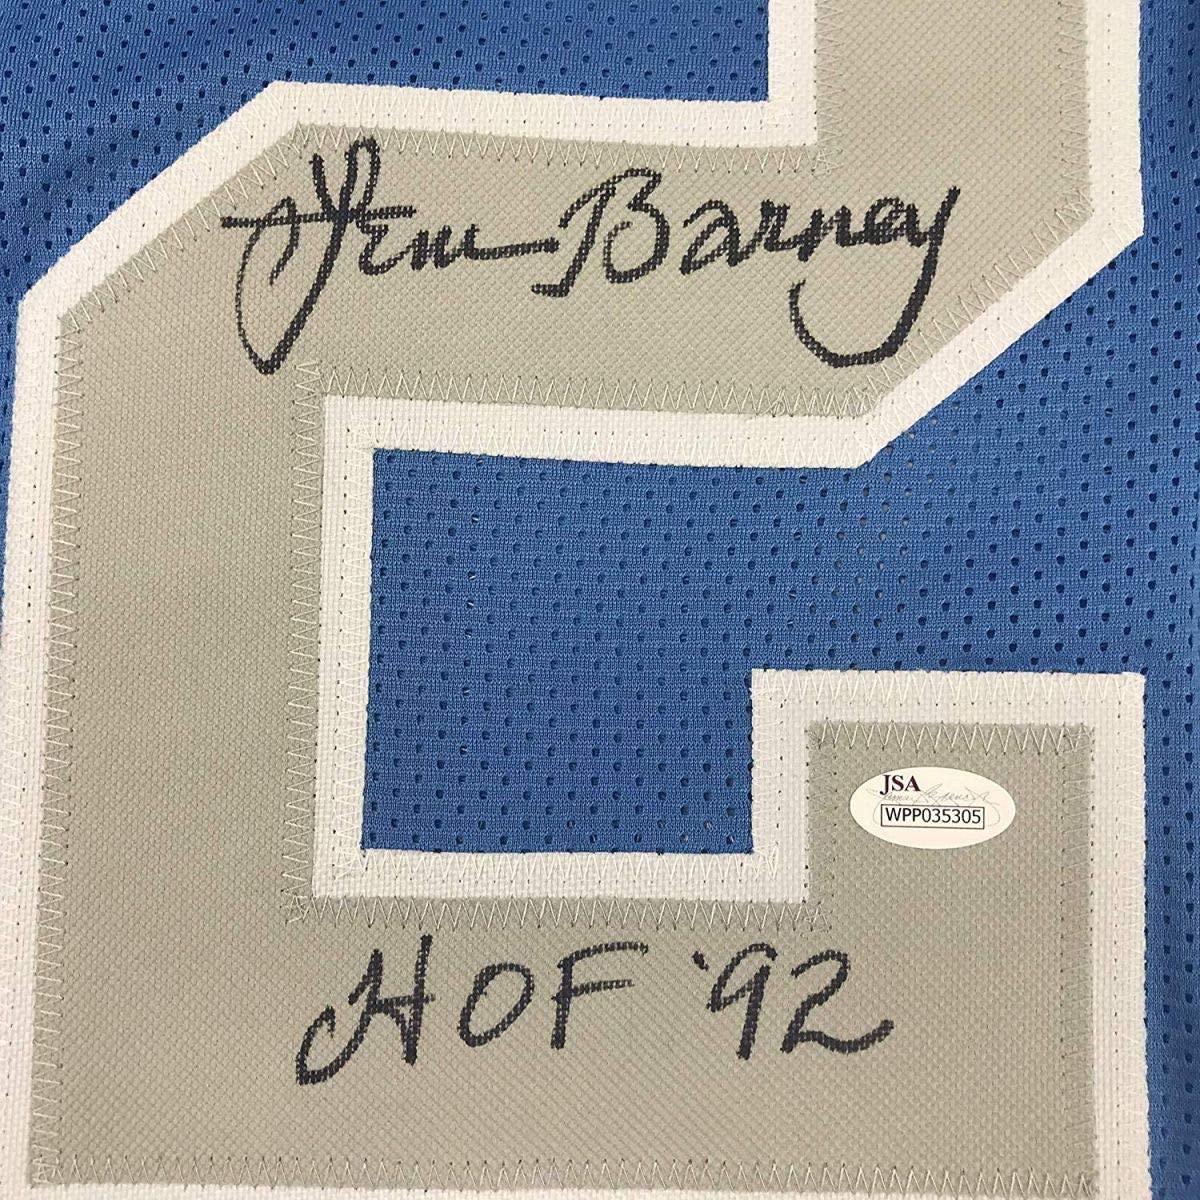 Lem Barney
JSA
WPP035305
HOF '92